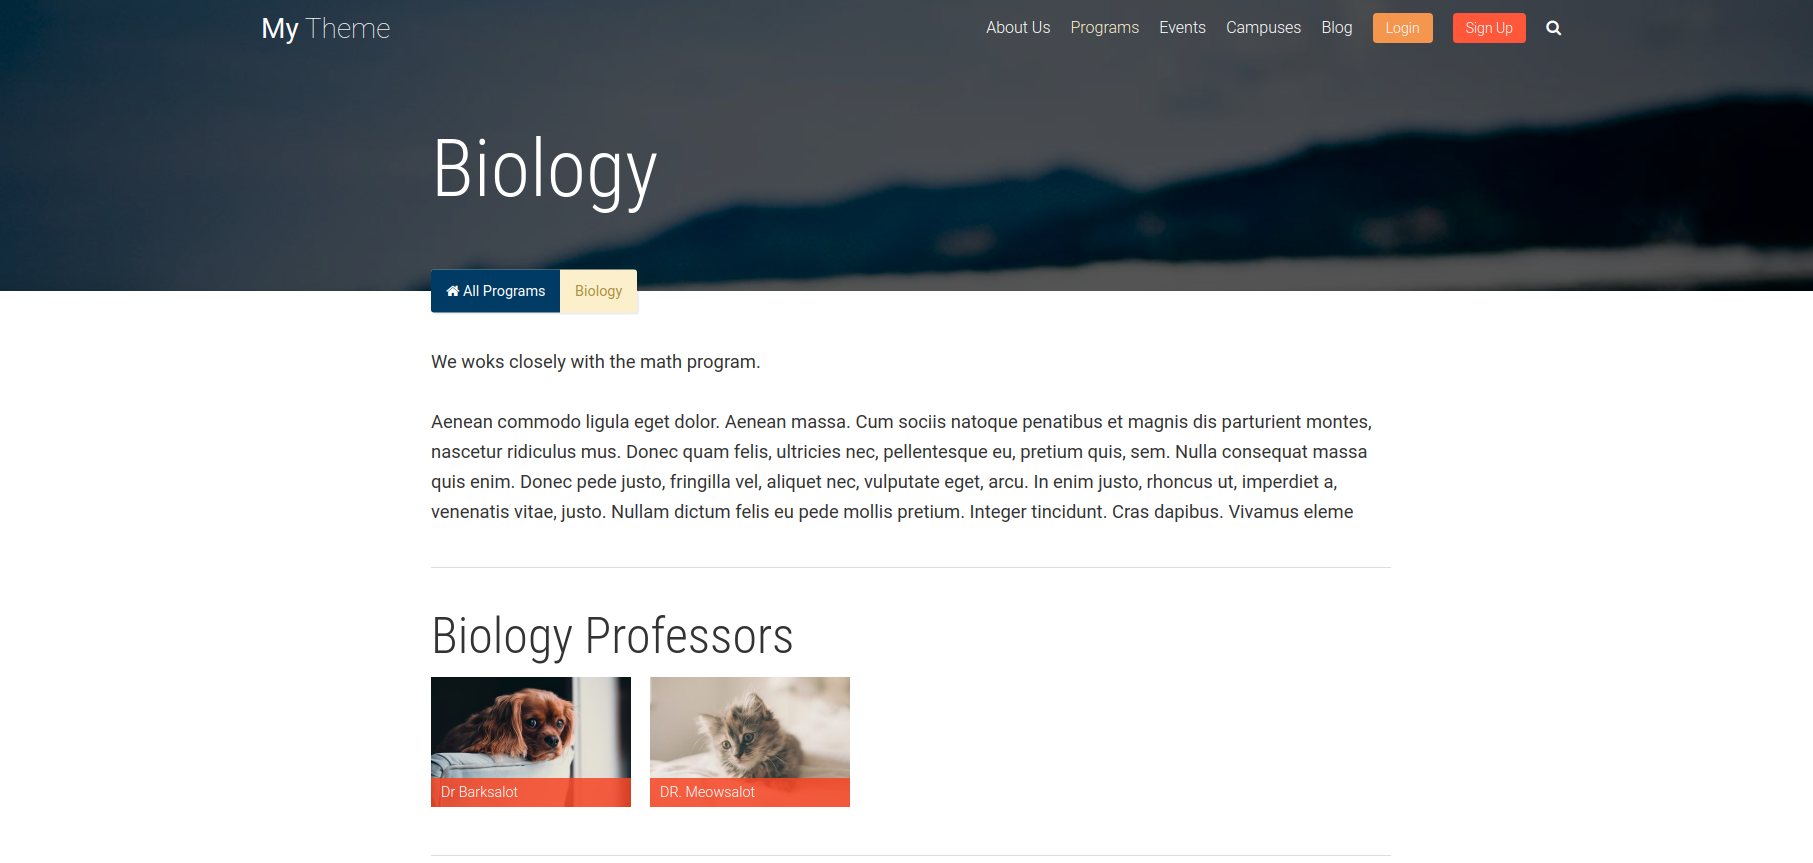 My Theme
About Us Programs Events Campuses Blog Login Sign Up
Biology
All Programs Biology
We woks closely with the math program.
Aenean commodo ligula eget dolor. Aenean massa. Cum sociis natoque penatibus et magnis dis parturient montes,
nascetur ridiculus mus. Donec quam felis, ultricies nec, pellentesque eu, pretium quis, sem. Nulla consequat massa
quis enim. Donec pede justo, fringilla vel, aliquet nec, vulputate eget, arcu. In enim justo, rhoncus ut, imperdiet a,
venenatis vitae, justo. Nullam dictum felis eu pede mollis pretium. Integer tincidunt. Cras dapibus. Vivamus eleme
Biology Professors
Dr Barksalot
DR. Meowsalot